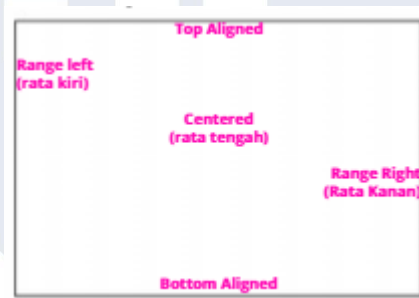 Top Aligned
Range left
(rata kiri)
Centered
(rata tengah)
Range Right
(Rata Kanan)
Bottom Aligned